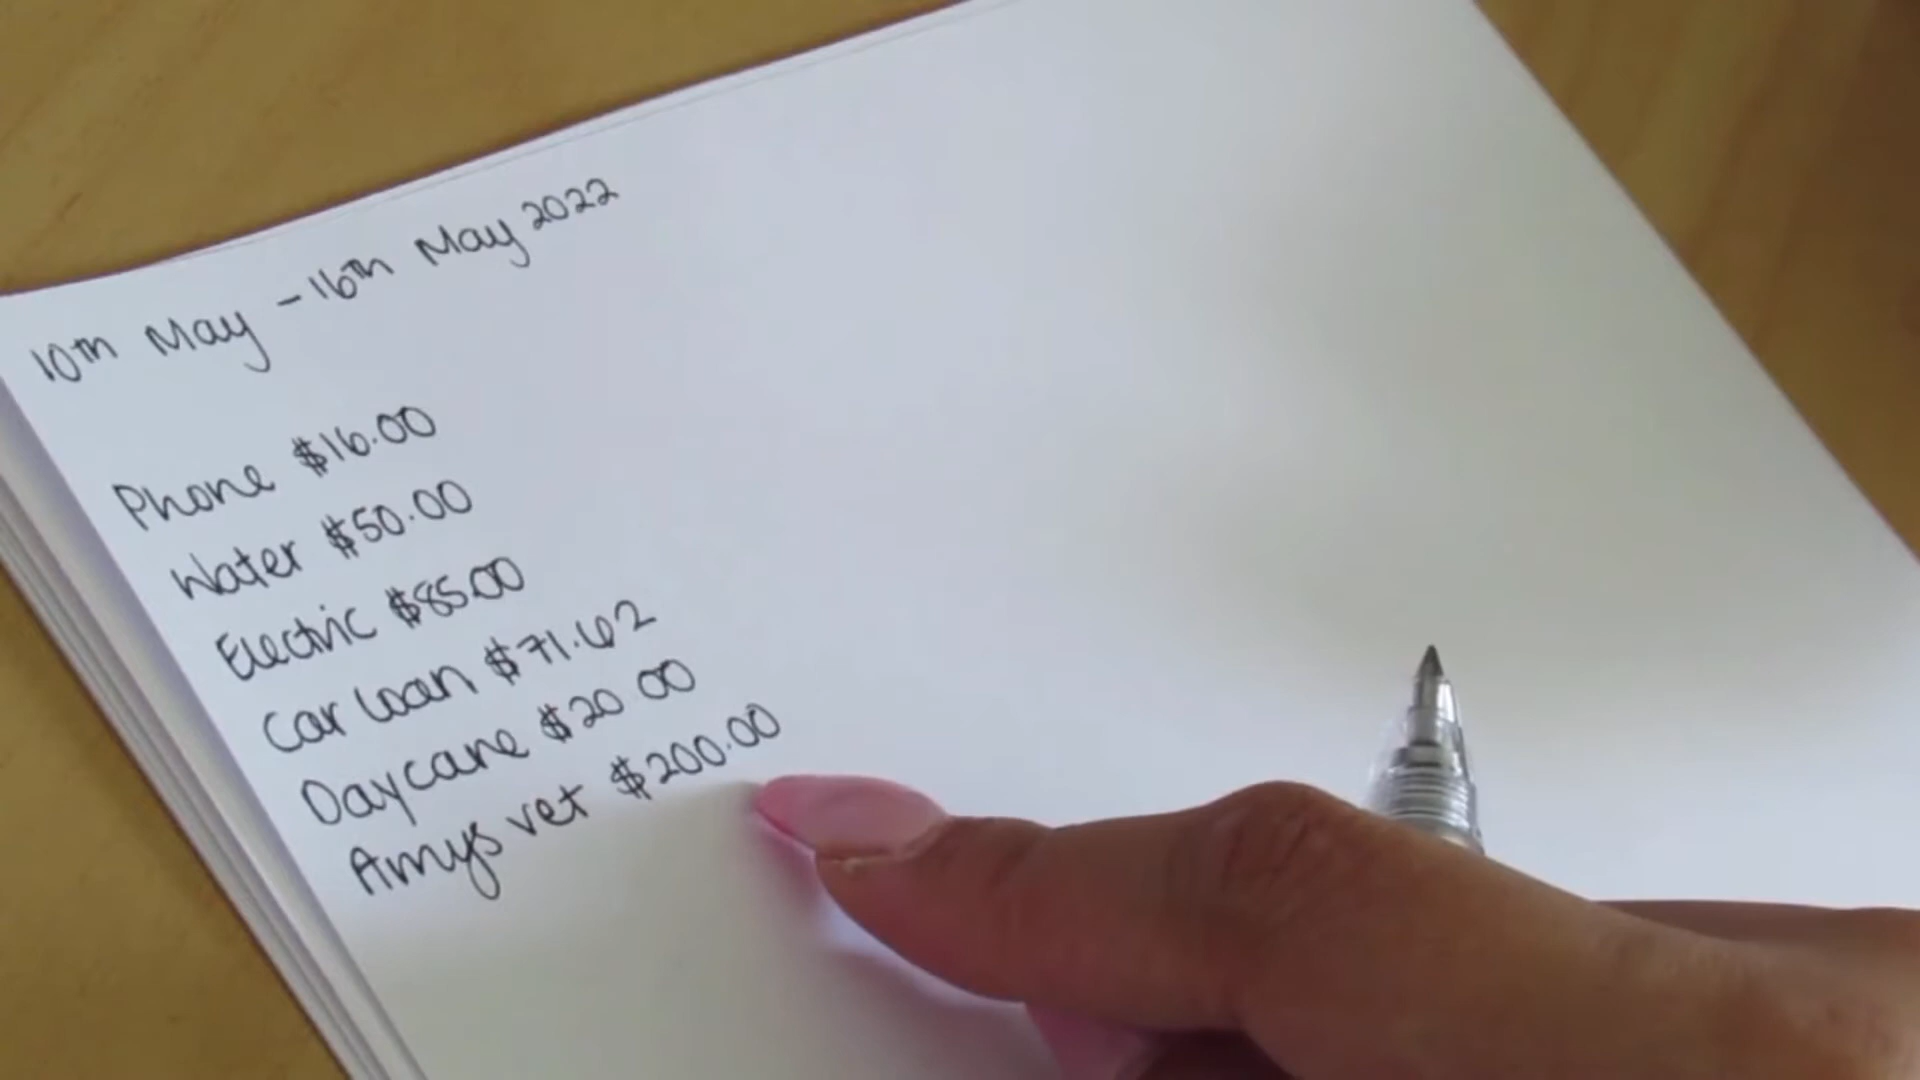 10th May - 16th May 2022
Phone $16.00
Water $50.00
Electric $85.00
Car loan $71.62
Daycare $20 00
Amys vet $200.00